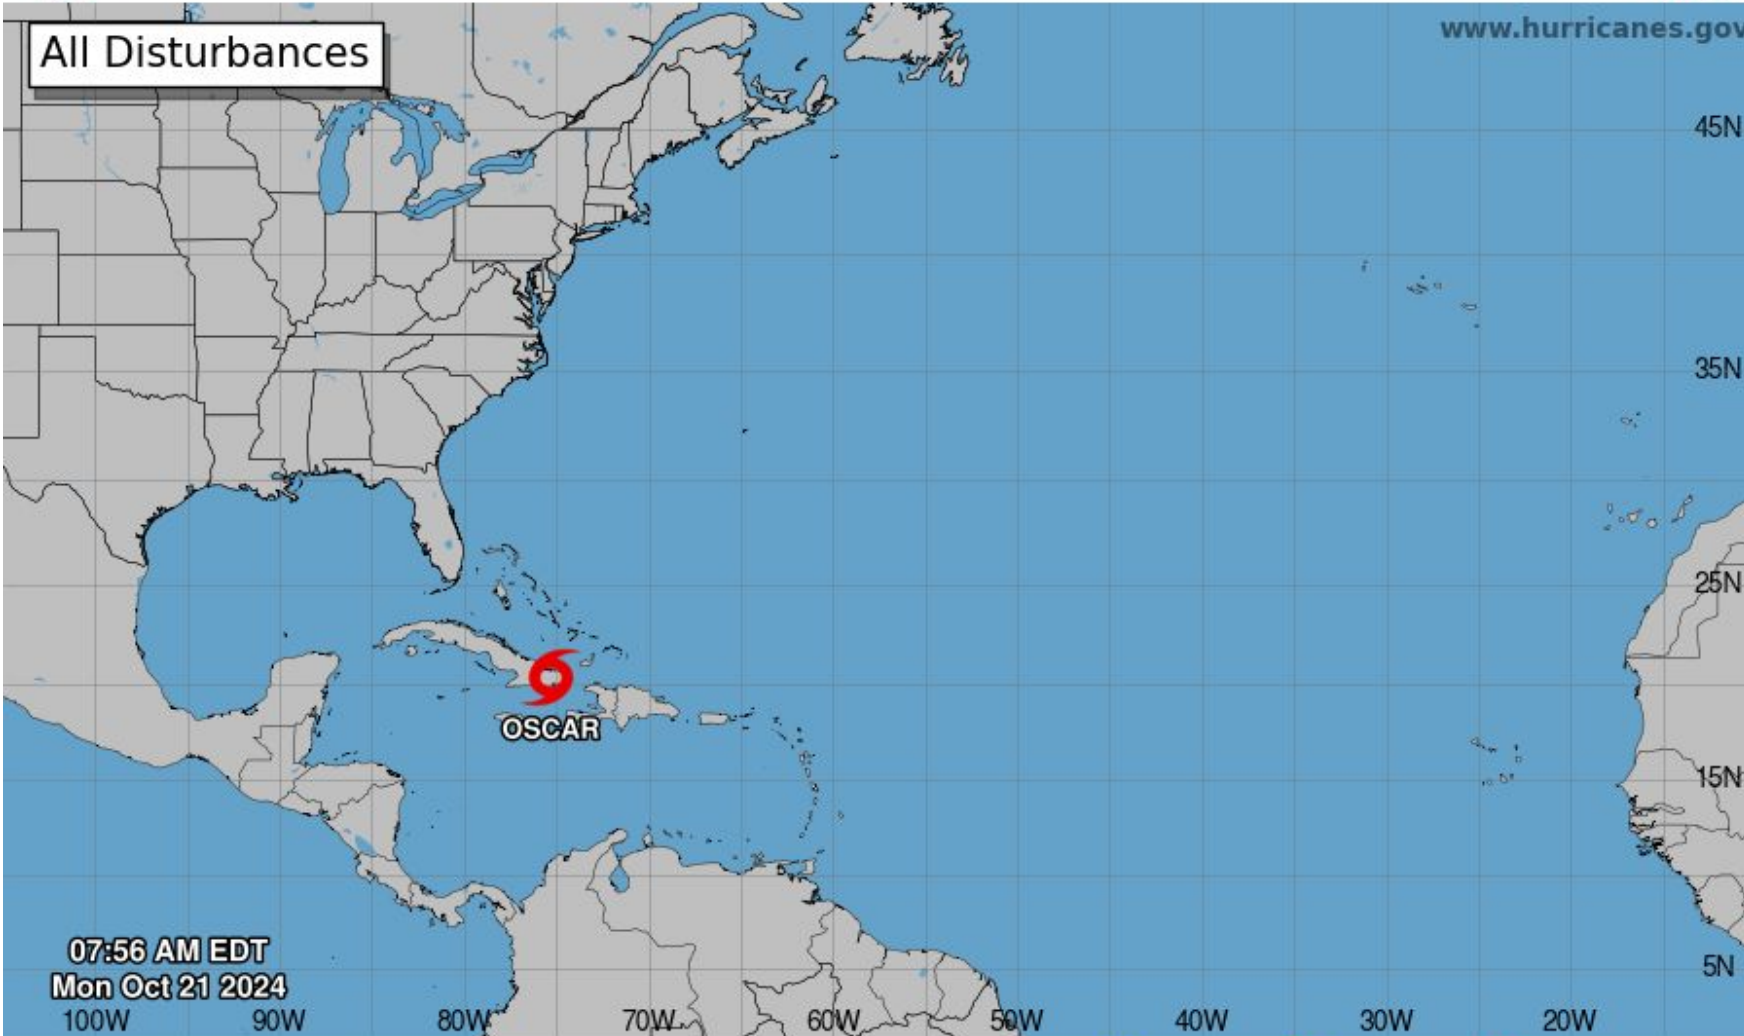 All Disturbances
www.hurricanes.gov
45N
35N
25N
OSCAR
15N
07:56 AM EDT
5N
Mon Oct 21 2024
100W 90W 80W 70W 60W 50W 40W 30W 20W